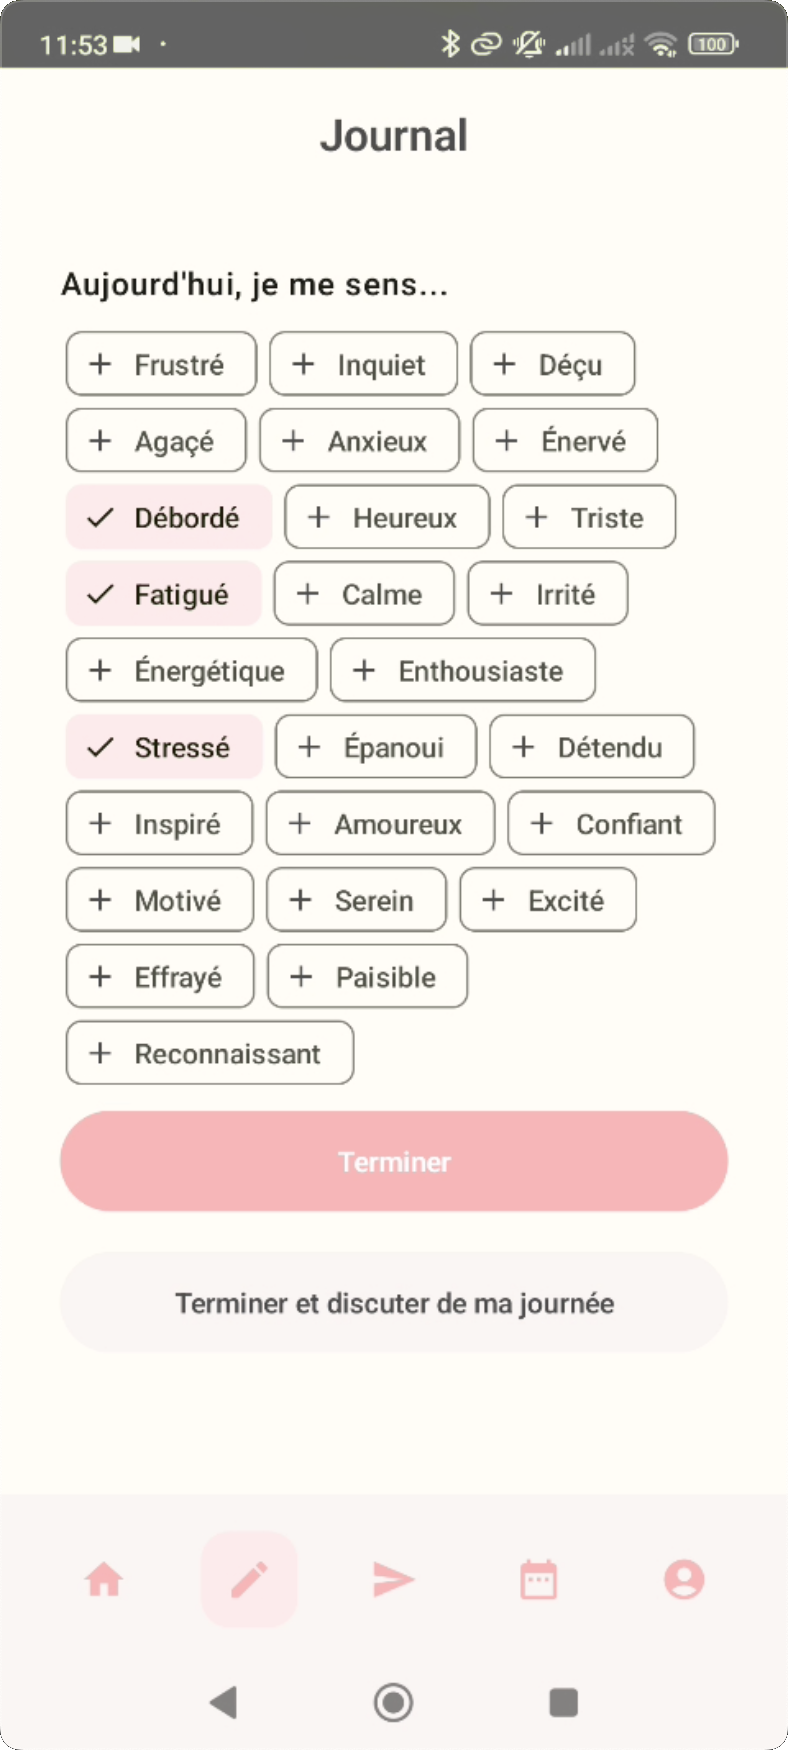 11:53
100
Journal
Aujourd'hui, je me sens...
Frustré Inquiet Déçu
Agaçé Anxieux Énervé
Débordé Heureux Triste
Fatigué Calme Irrité
Énergétique Enthousiaste
Stressé Épanoui Détendu
Inspiré Amoureux Confiant
Motivé Serein Excité
Effrayé Paisible
Reconnaissant
Terminer
Terminer et discuter de ma journée